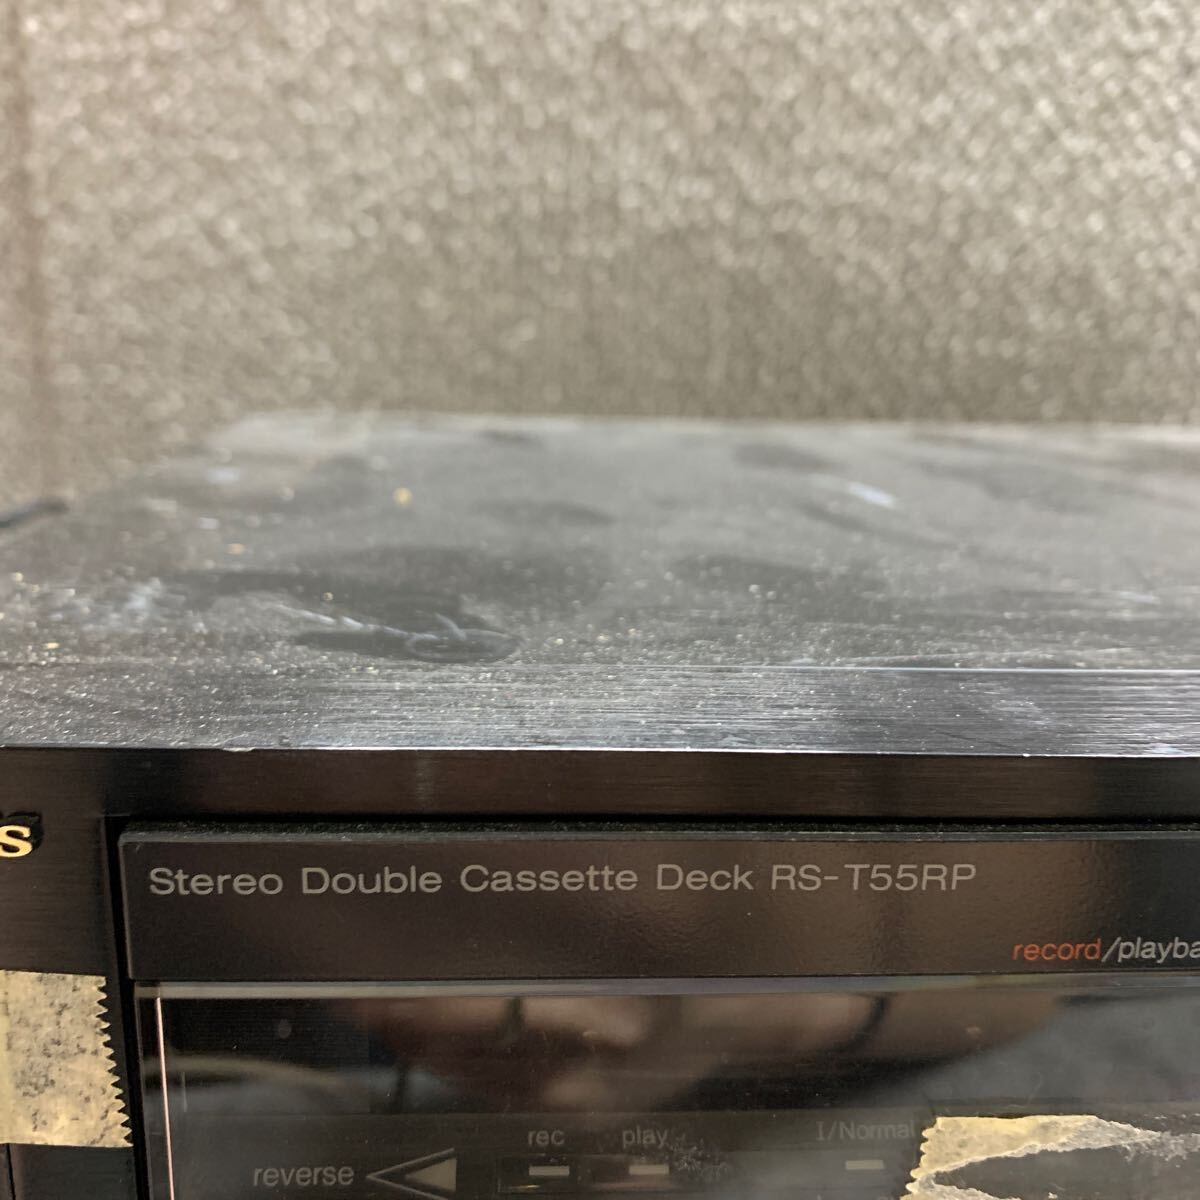 s
Stereo Double Cassette Deck RS-T55RP
record/playba
rec play I/Normal
reverse